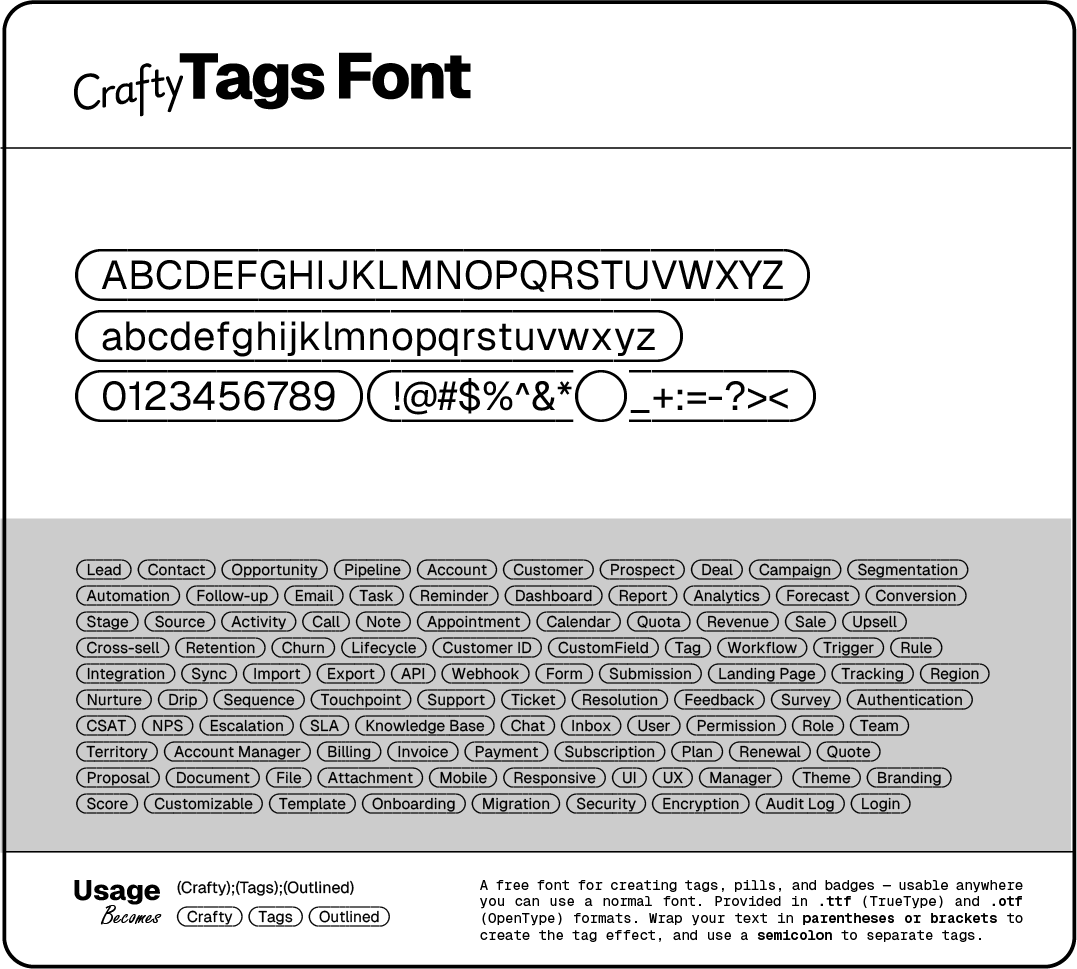 Crafty Tags Font
ABCDEFGHIJKLMNOPQRSTUVWXYZ
abcdefghijklmnopqrstuvwxyz
0123456789 !@#$%^&* _+:=-?><
Lead Contact Opportunity Pipeline Account Customer Prospect Deal Campaign Segmentation
Automation Follow-up Email Task Reminder Dashboard Report Analytics Forecast Conversion
Stage Source Activity Call Note Appointment Calendar Quota Revenue Sale Upsell
Cross-sell Retention Churn Lifecycle Customer ID CustomField Tag Workflow Trigger Rule
Integration Sync Import Export API Webhook Form Submission Landing Page Tracking Region
Nurture Drip Sequence Touchpoint Support Ticket Resolution Feedback Survey Authentication
CSAT NPS Escalation SLA Knowledge Base Chat Inbox User Permission Role Team
Territory Account Manager Billing Invoice Payment Subscription Plan Renewal Quote
Proposal Document File Attachment Mobile Responsive UI UX Manager Theme Branding
Score Customizable Template Onboarding Migration Security Encryption Audit Log Login
Usage (Crafty);(Tags);(Outlined)
Becomes Crafty Tags Outlined
A free font for creating tags, pills, and badges — usable anywhere
you can use a normal font. Provided in .ttf (TrueType) and .otf
(OpenType) formats. Wrap your text in parentheses or brackets to
create the tag effect, and use a semicolon to separate tags.